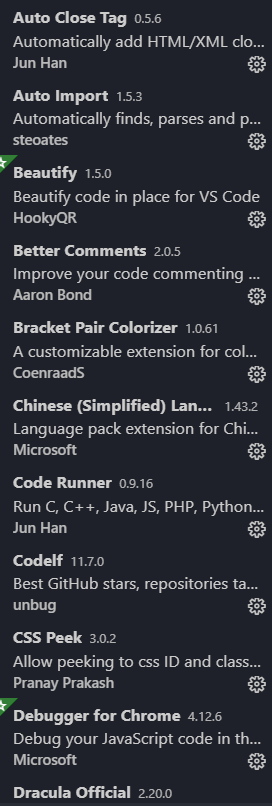 Auto Close Tag 0.5.6
Automatically add HTML/XML clo...
Jun Han
Auto Import 1.5.3
Automatically finds, parses and p...
steoates
Beautify 1.5.0
Beautify code in place for VS Code
HookyQR
Better Comments 2.0.5
Improve your code commenting ...
Aaron Bond
Bracket Pair Colorizer 1.0.61
A customizable extension for col...
CoenraadS
Chinese (Simplified) Lan... 1.43.2
Language pack extension for Chi...
Microsoft
Code Runner 0.9.16
Run C, C++, Java, JS, PHP, Python...
Jun Han
Codelf 11.7.0
Best GitHub stars, repositories ta...
unbug
CSS Peek 3.0.2
Allow peeking to css ID and class...
Pranay Prakash
Debugger for Chrome 4.12.6
Debug your JavaScript code in th...
Microsoft
Dracula Official 2.20.0